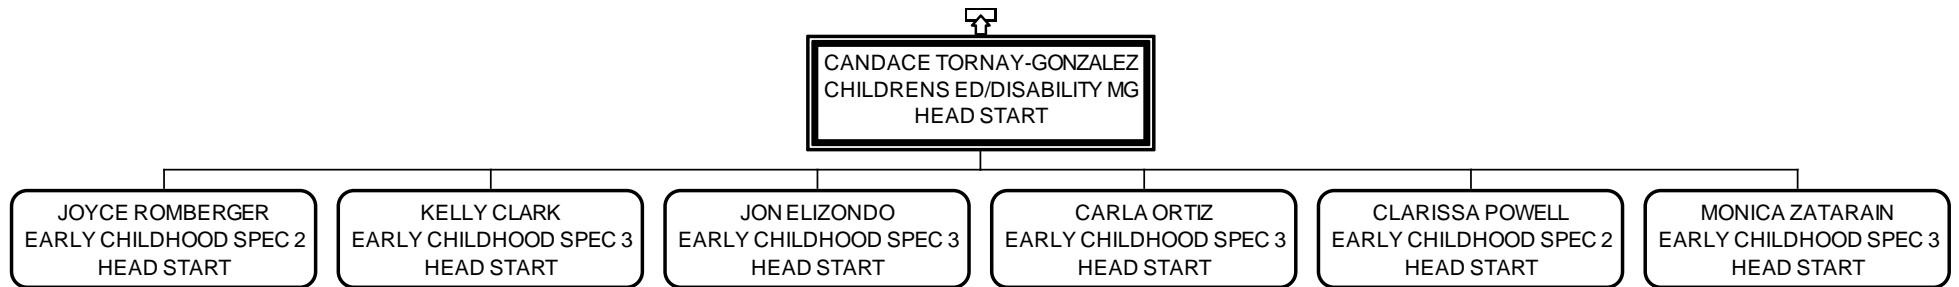 CANDACE TORNAY-GONZALEZ
CHILDRENS ED/DISABILITY MG
HEAD START
JOYCE ROMBERGER
EARLY CHILDHOOD SPEC 2
HEAD START
KELLY CLARK
EARLY CHILDHOOD SPEC 3
HEAD START
JON ELIZONDO
EARLY CHILDHOOD SPEC 3
HEAD START
CARLA ORTIZ
EARLY CHILDHOOD SPEC 3
HEAD START
CLARISSA POWELL
EARLY CHILDHOOD SPEC 2
HEAD START
MONICA ZATARAIN
EARLY CHILDHOOD SPEC 3
HEAD START